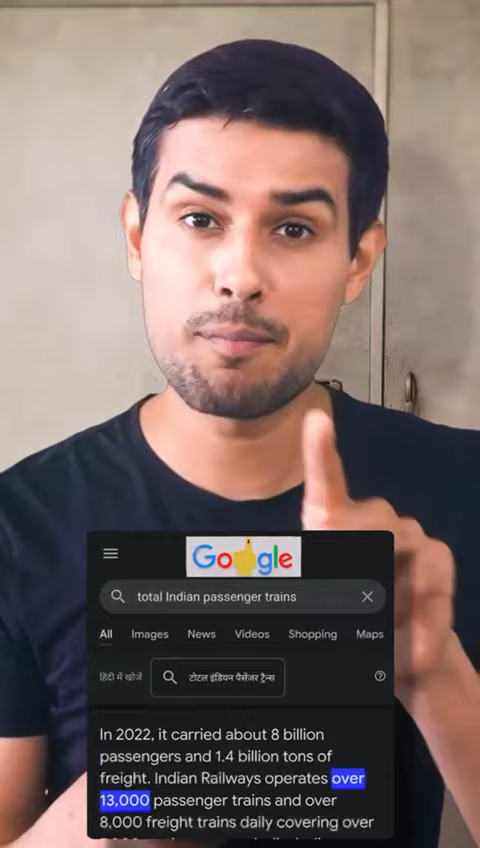 Google
total Indian passenger trains
All Images News Videos Shopping Maps
हिंदी में खोजें टोटल इंडियन पैसेंजर ट्रैन्स
In 2022, it carried about 8 billion
passengers and 1.4 billion tons of
freight. Indian Railways operates over
13,000 passenger trains and over
8,000 freight trains daily covering over